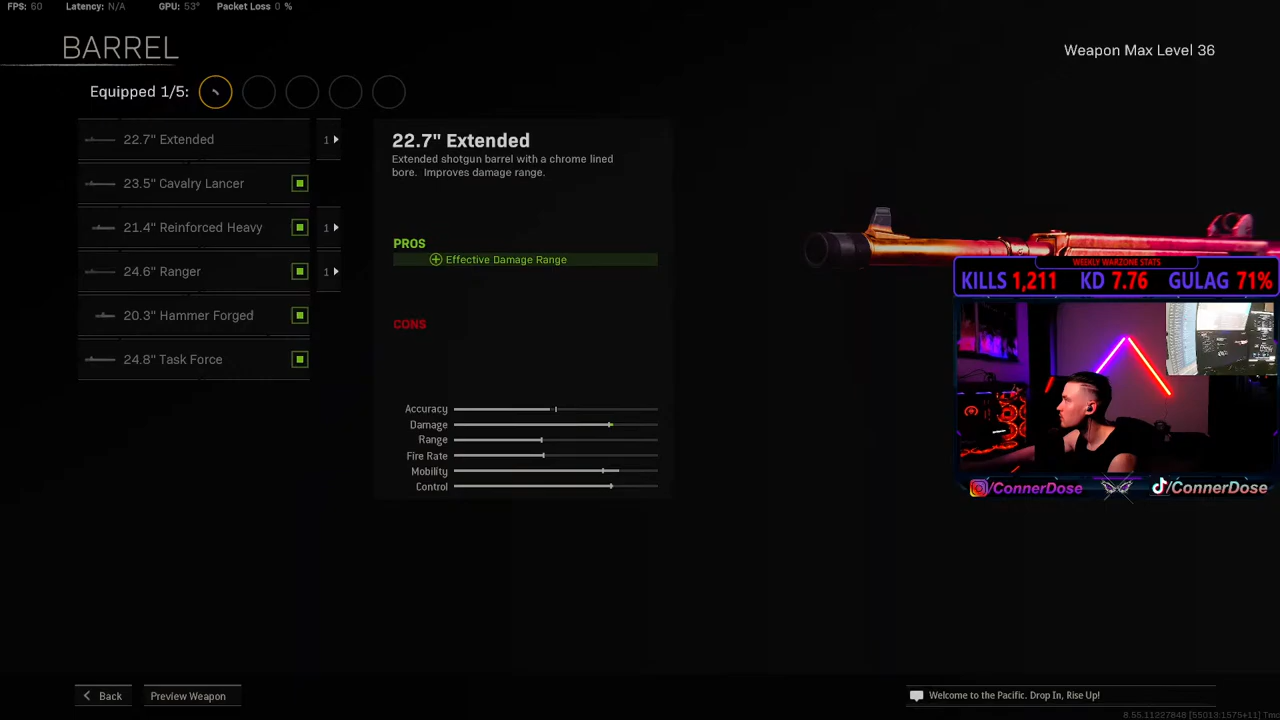 FPS: 60 Latency: N/A GPU: 53° Packet Loss 0 %
BARREL
Weapon Max Level 36
Equipped 1/5:
22.7" Extended 1
23.5" Cavalry Lancer
21.4" Reinforced Heavy 1
24.6" Ranger 1
20.3" Hammer Forged
24.8" Task Force
22.7" Extended
Extended shotgun barrel with a chrome lined
bore. Improves damage range.
PROS
Effective Damage Range
CONS
Accuracy
Damage
Range
Fire Rate
Mobility
Control
WEEKLY WARZONE STATS
KILLS 1,211 KD 7.76 GULAG 71%
/ConnerDose /ConnerDose
Back
Preview Weapon
Welcome to the Pacific. Drop In, Rise Up!